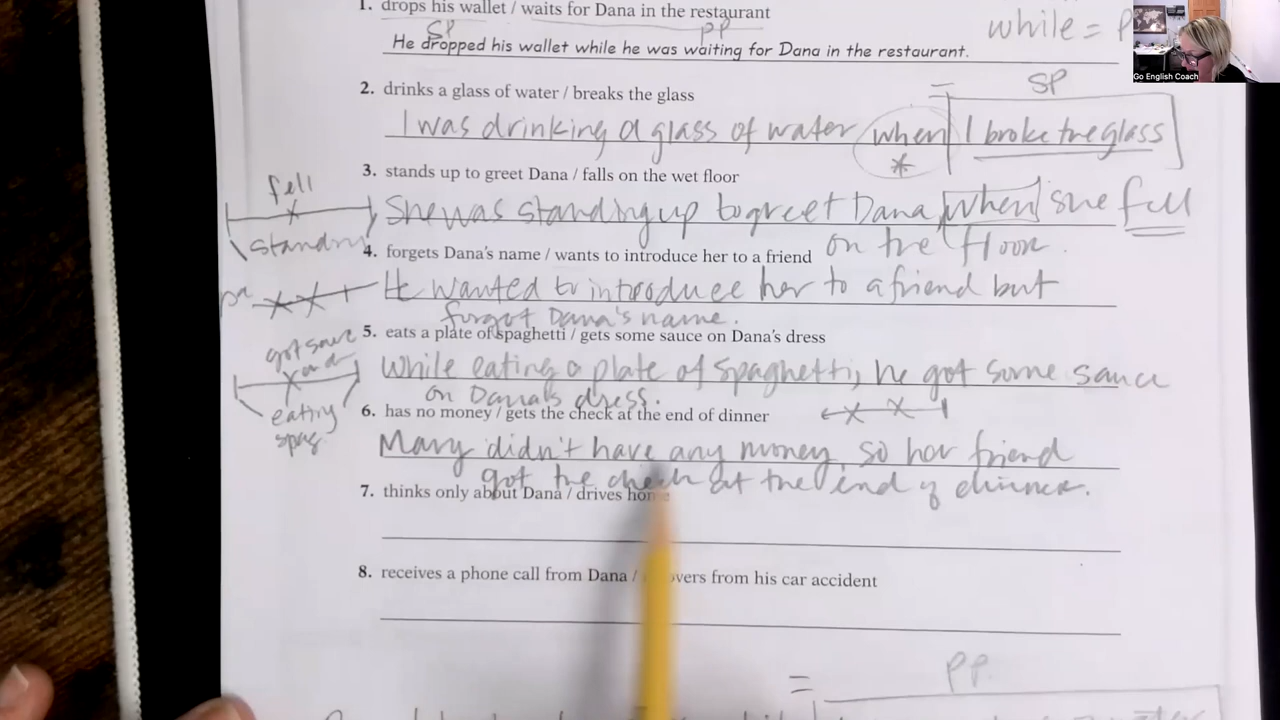 1. drops his wallet / waits for Dana in the restaurant
SP PP
while = P
He dropped his wallet while he was waiting for Dana in the restaurant.
Go English Coach
2. drinks a glass of water / breaks the glass
= SP
I was drinking a glass of water when I broke the glass
*
3. stands up to greet Dana / falls on the wet floor
fell
She was standing up to greet Dana, when she fell
on the floor.
4. forgets Dana's name / wants to introduce her to a friend
He wanted to introduce her to a friend but
forgot Dana's name.
5. eats a plate of spaghetti / gets some sauce on Dana's dress
got sauce
While eating a plate of spaghetti, he got some sauce
on Dana's dress.
eating
spag
6. has no money / gets the check at the end of dinner
Mary didn't have any money, so her friend
got the check at the end of dinner.
7. thinks only about Dana / drives
8. receives a phone call from Dana / overs from his car accident
= PP